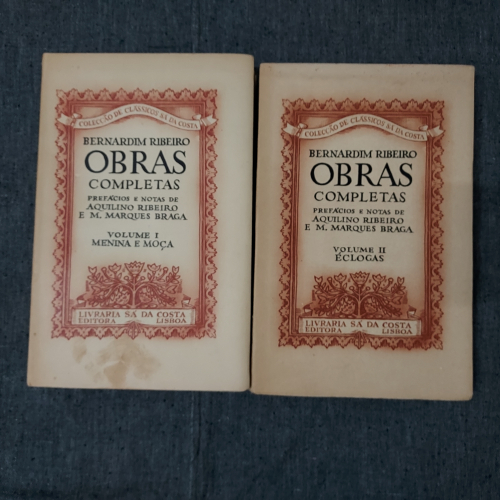 COLECÇÃO DE CLÁSSICOS SÁ DA COSTA
BERNARDIM RIBEIRO
OBRAS
COMPLETAS
PREFÁCIOS E NOTAS DE
AQUILINO RIBEIRO
E M. MARQUES BRAGA
VOLUME I
MENINA E MOÇA
LIVRARIA SÁ DA COSTA
EDITORA LISBOA
COLECÇÃO DE CLÁSSICOS SÁ DA COSTA
BERNARDIM RIBEIRO
OBRAS
COMPLETAS
PREFÁCIOS E NOTAS DE
AQUILINO RIBEIRO
E M. MARQUES BRAGA
VOLUME II
ÉCLOGAS
LIVRARIA SÁ DA COSTA
EDITORA LISBOA